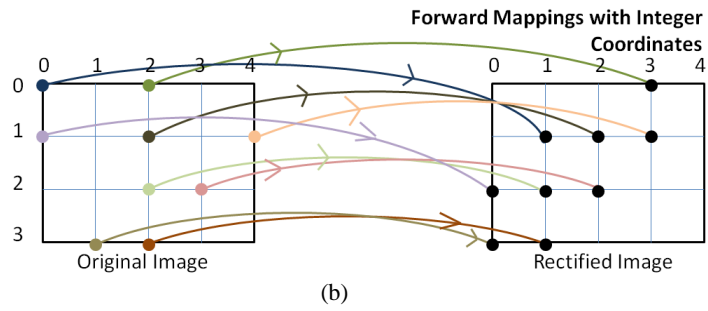 Forward Mappings with Integer
Coordinates
0 1 2 3 4 0 1 2 3 4
0
1
2
3
Original Image Rectified Image
(b)